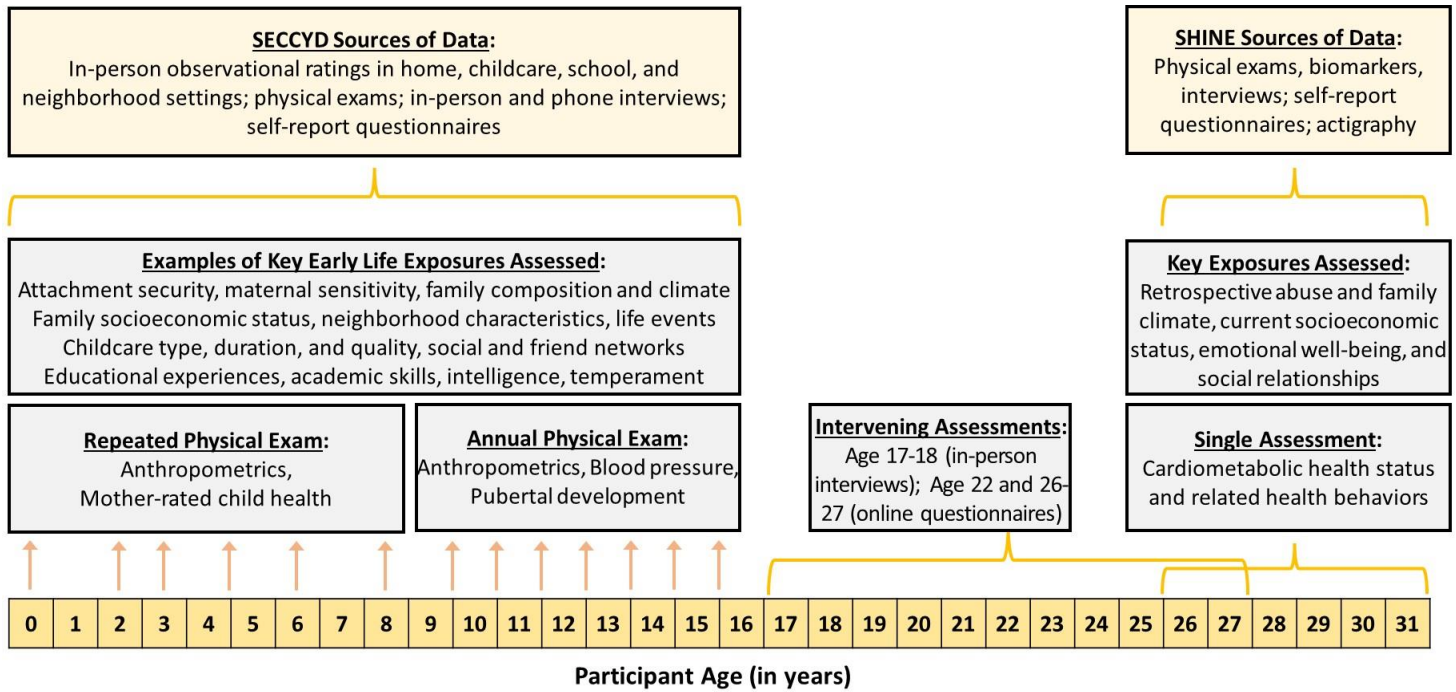 SECCYD Sources of Data:
In-person observational ratings in home, childcare, school, and
neighborhood settings; physical exams; in-person and phone interviews;
self-report questionnaires
SHINE Sources of Data:
Physical exams, biomarkers,
interviews; self-report
questionnaires; actigraphy
Examples of Key Early Life Exposures Assessed:
Attachment security, maternal sensitivity, family composition and climate
Family socioeconomic status, neighborhood characteristics, life events
Childcare type, duration, and quality, social and friend networks
Educational experiences, academic skills, intelligence, temperament
Key Exposures Assessed:
Retrospective abuse and family
climate, current socioeconomic
status, emotional well-being, and
social relationships
Repeated Physical Exam:
Anthropometrics,
Mother-rated child health
Annual Physical Exam:
Anthropometrics, Blood pressure,
Pubertal development
Intervening Assessments:
Age 17-18 (in-person
interviews); Age 22 and 26-
27 (online questionnaires)
Single Assessment:
Cardiometabolic health status
and related health behaviors
0 1 2 3 4 5 6 7 8 9 10 11 12 13 14 15 16 17 18 19 20 21 22 23 24 25 26 27 28 29 30 31
Participant Age (in years)